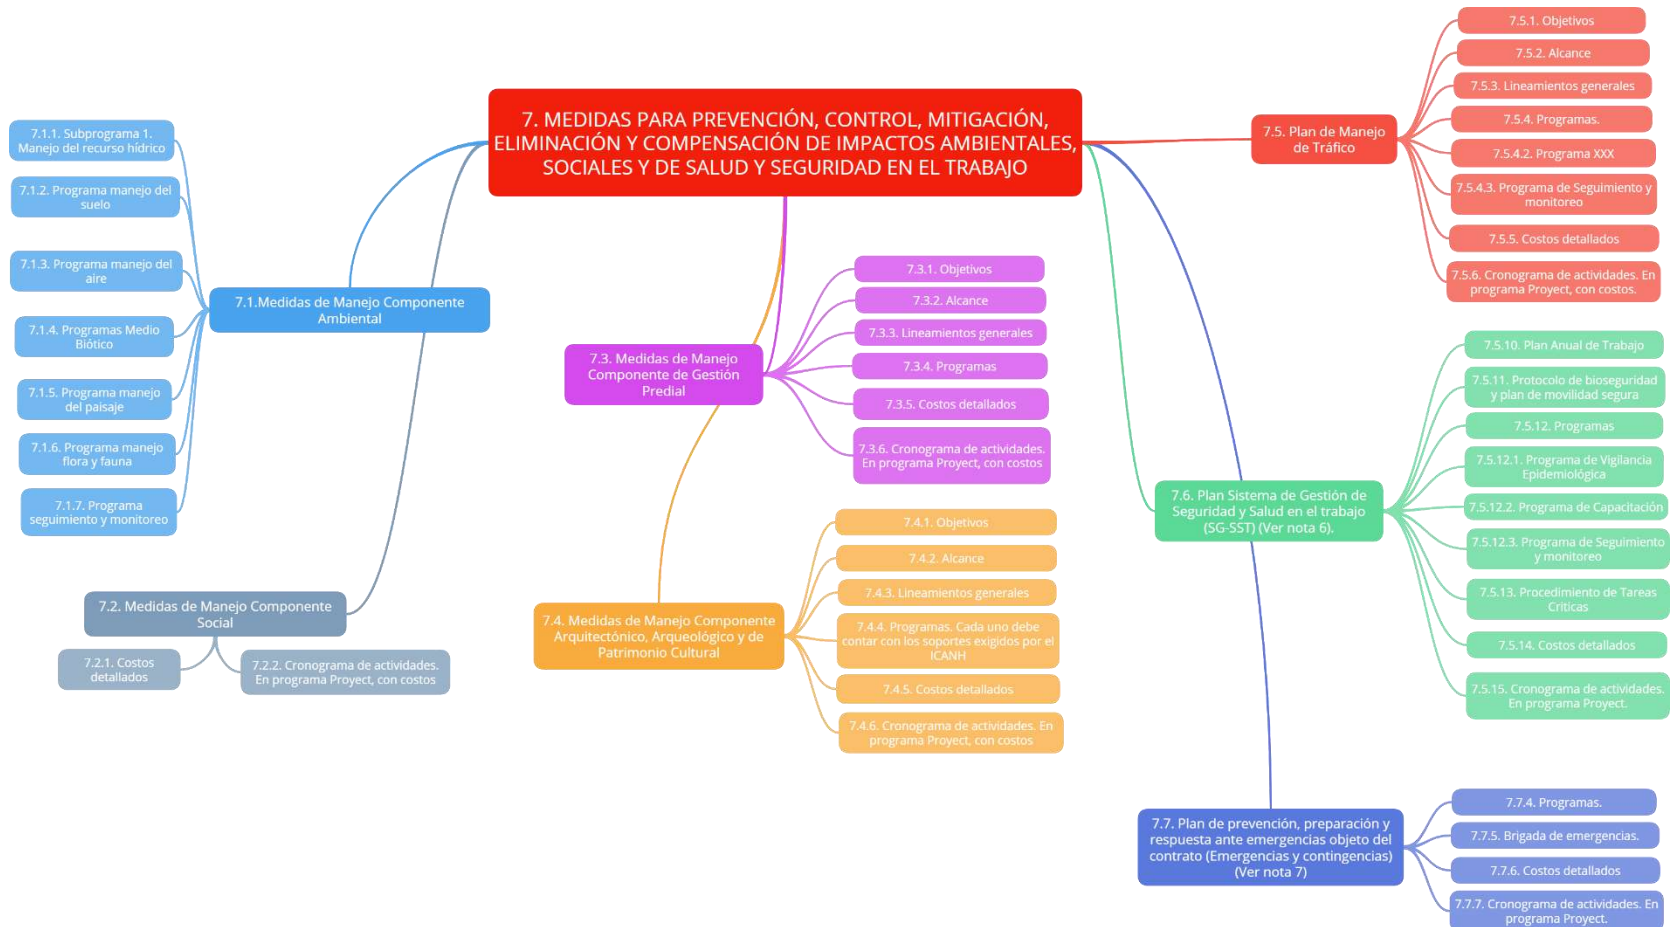 7. MEDIDAS PARA PREVENCIÓN, CONTROL, MITIGACIÓN,
ELIMINACIÓN Y COMPENSACIÓN DE IMPACTOS AMBIENTALES,
SOCIALES Y DE SALUD Y SEGURIDAD EN EL TRABAJO
7.1.Medidas de Manejo Componente
Ambiental
7.1.1. Subprograma 1.
Manejo del recurso hídrico
7.1.2. Programa manejo del
suelo
7.1.3. Programa manejo del
aire
7.1.4. Programas Medio
Biótico
7.1.5. Programa manejo
del paisaje
7.1.6. Programa manejo
flora y fauna
7.1.7. Programa
seguimiento y monitoreo
7.2. Medidas de Manejo Componente
Social
7.2.1. Costos
detallados
7.2.2. Cronograma de actividades.
En programa Proyect, con costos
7.3. Medidas de Manejo
Componente de Gestión
Predial
7.3.1. Objetivos
7.3.2. Alcance
7.3.3. Lineamientos generales
7.3.4. Programas
7.3.5. Costos detallados
7.3.6. Cronograma de actividades.
En programa Proyect, con costos
7.4. Medidas de Manejo Componente
Arquitectónico, Arqueológico y de
Patrimonio Cultural
7.4.1. Objetivos
7.4.2. Alcance
7.4.3. Lineamientos generales
7.4.4. Programas. Cada uno debe
contar con los soportes exigidos por el
ICANH
7.4.5. Costos detallados
7.4.6. Cronograma de actividades. En
programa Proyect, con costos
7.5. Plan de Manejo
de Tráfico
7.5.1. Objetivos
7.5.2. Alcance
7.5.3. Lineamientos generales
7.5.4. Programas.
7.5.4.2. Programa XXX
7.5.4.3. Programa de Seguimiento y
monitoreo
7.5.5. Costos detallados
7.5.6. Cronograma de actividades. En
programa Proyect, con costos.
7.6. Plan Sistema de Gestión de
Seguridad y Salud en el trabajo
(SG-SST) (Ver nota 6).
7.5.10. Plan Anual de Trabajo
7.5.11. Protocolo de bioseguridad
y plan de movilidad segura
7.5.12. Programas
7.5.12.1. Programa de Vigilancia
Epidemiológica
7.5.12.2. Programa de Capacitación
7.5.12.3. Programa de Seguimiento
y monitoreo
7.5.13. Procedimiento de Tareas
Criticas
7.5.14. Costos detallados
7.5.15. Cronograma de actividades.
En programa Proyect.
7.7. Plan de prevención, preparación y
respuesta ante emergencias objeto del
contrato (Emergencias y contingencias)
(Ver nota 7)
7.7.4. Programas.
7.7.5. Brigada de emergencias.
7.7.6. Costos detallados
7.7.7. Cronograma de actividades. En
programa Proyect.